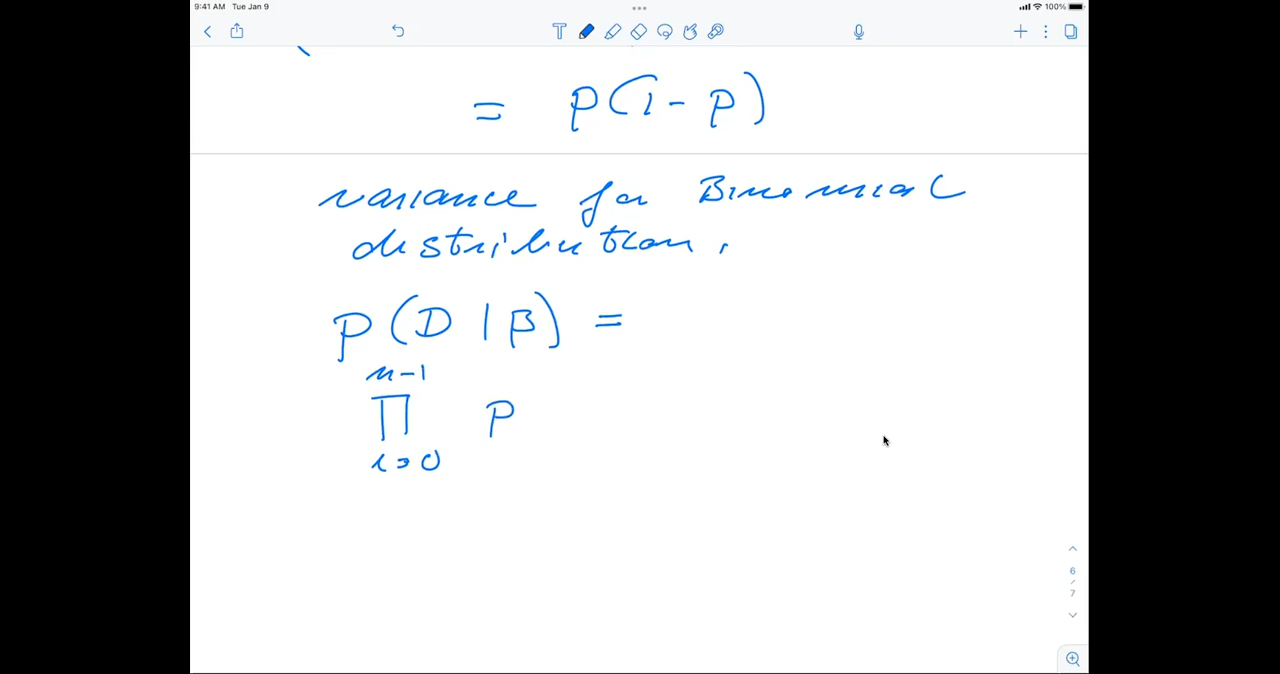 9:41 AM Tue Jan 9
100%
= p(1-p)
variance for Binomial
distribution.
P(D|β) =
n-1
∏ P
i=0
6
/
7